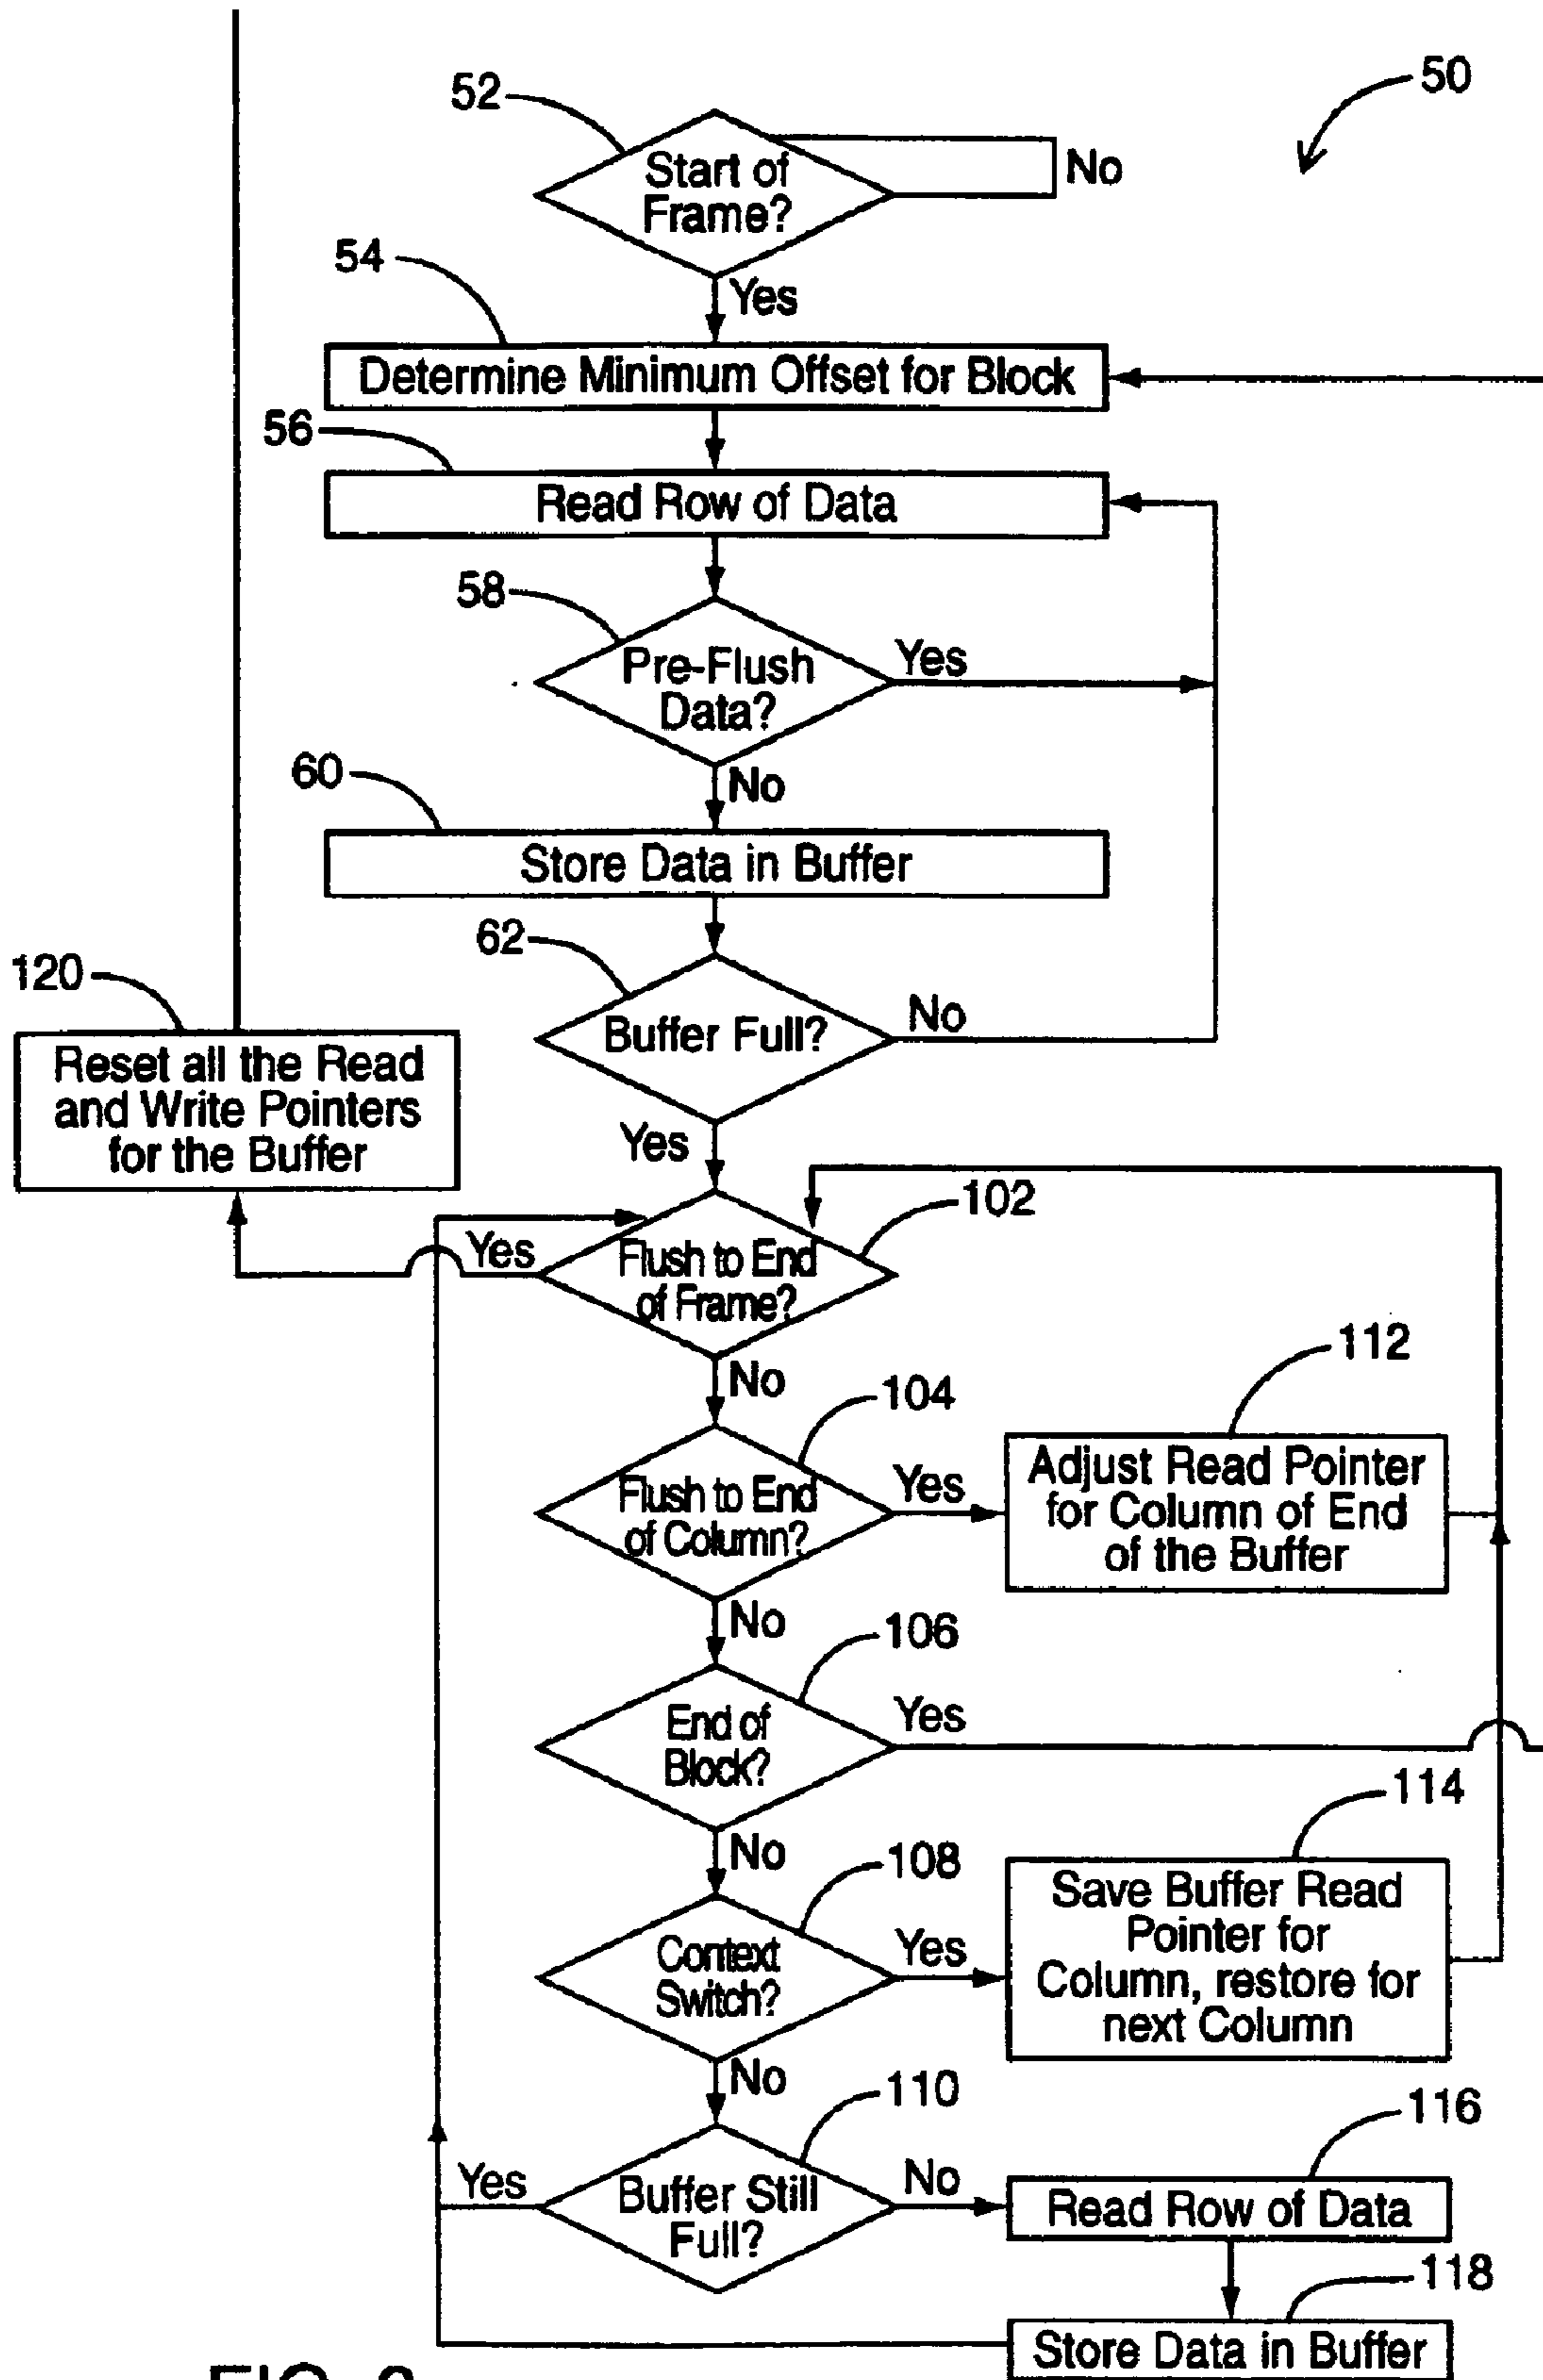 50
52
Start of
Frame?
No
Yes
54
Determine Minimum Offset for Block
56
Read Row of Data
58
Pre-Flush
Data?
Yes
No
60
Store Data in Buffer
62
Buffer Full?
No
Yes
120
Reset all the Read
and Write Pointers
for the Buffer
102
Yes
Flush to End
of Frame?
No
104
Flush to End
of Column?
Yes
112
Adjust Read Pointer
for Column of End
of the Buffer
No
106
End of
Block?
Yes
No
108
Context
Switch?
Yes
114
Save Buffer Read
Pointer for
Column, restore for
next Column
No
110
Buffer Still
Full?
Yes
No
116
Read Row of Data
118
Store Data in Buffer